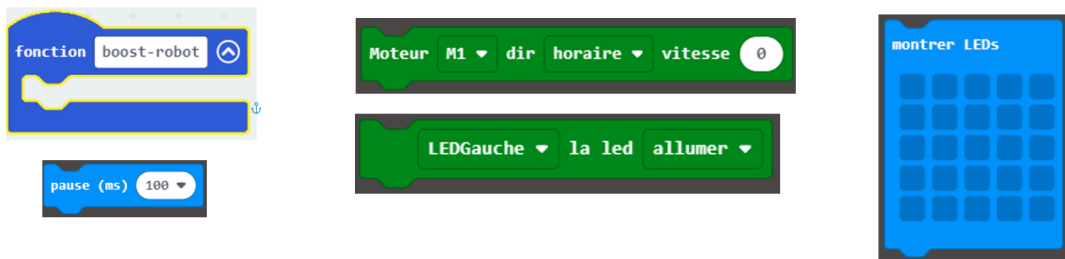 fonction boost-robot
pause (ms) 100
Moteur M1 dir horaire vitesse 0
LEDGauche la led allumer
montrer LEDs